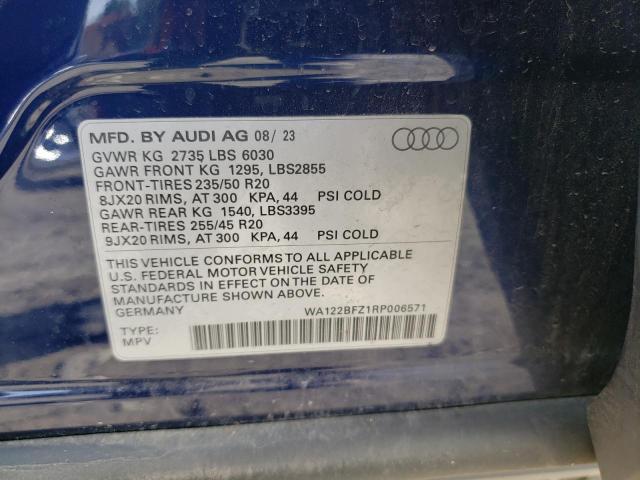 MFD. BY AUDI AG 08/ 23
GVWR KG 2735 LBS 6030
GAWR FRONT KG 1295, LBS2855
FRONT-TIRES 235/50 R20
8JX20 RIMS, AT 300 KPA, 44 PSI COLD
GAWR REAR KG 1540, LBS3395
REAR-TIRES 255/45 R20
9JX20 RIMS, AT 300 KPA, 44 PSI COLD
THIS VEHICLE CONFORMS TO ALL APPLICABLE
U.S. FEDERAL MOTOR VEHICLE SAFETY
STANDARDS IN EFFECT ON THE DATE OF
MANUFACTURE SHOWN ABOVE.
GERMANY WA122BFZ1RP006571
TYPE:
MPV